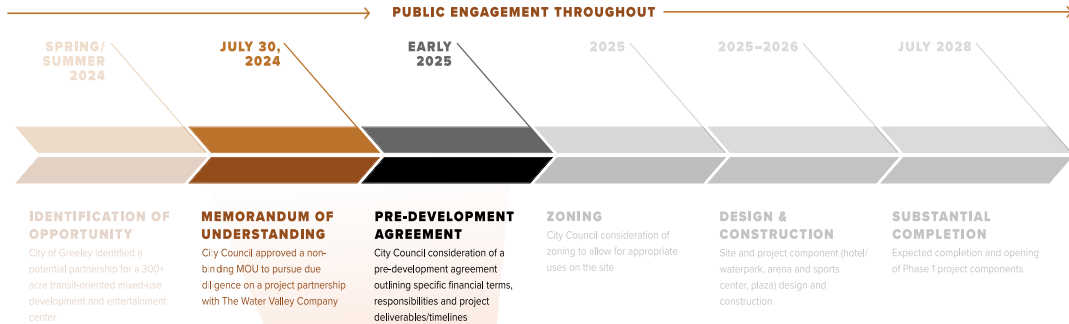 PUBLIC ENGAGEMENT THROUGHOUT
SPRING/
SUMMER
2024
JULY 30,
2024
EARLY
2025
2025
2025–2026
JULY 2028
IDENTIFICATION OF
OPPORTUNITY
City of Greeley identified a
potential partnership for a 300+
acre transit-oriented mixed-use
development and entertainment
center
MEMORANDUM OF
UNDERSTANDING
City Council approved a non-
binding MOU to pursue due
diligence on a project partnership
with The Water Valley Company
PRE-DEVELOPMENT
AGREEMENT
City Council consideration of a
pre-development agreement
outlining specific financial terms,
responsibilities and project
deliverables/timelines
ZONING
City Council consideration of
zoning to allow for appropriate
uses on the site
DESIGN &
CONSTRUCTION
Site and project component (hotel/
waterpark, arena and sports
center, plaza) design and
construction
SUBSTANTIAL
COMPLETION
Expected completion and opening
of Phase 1 project components